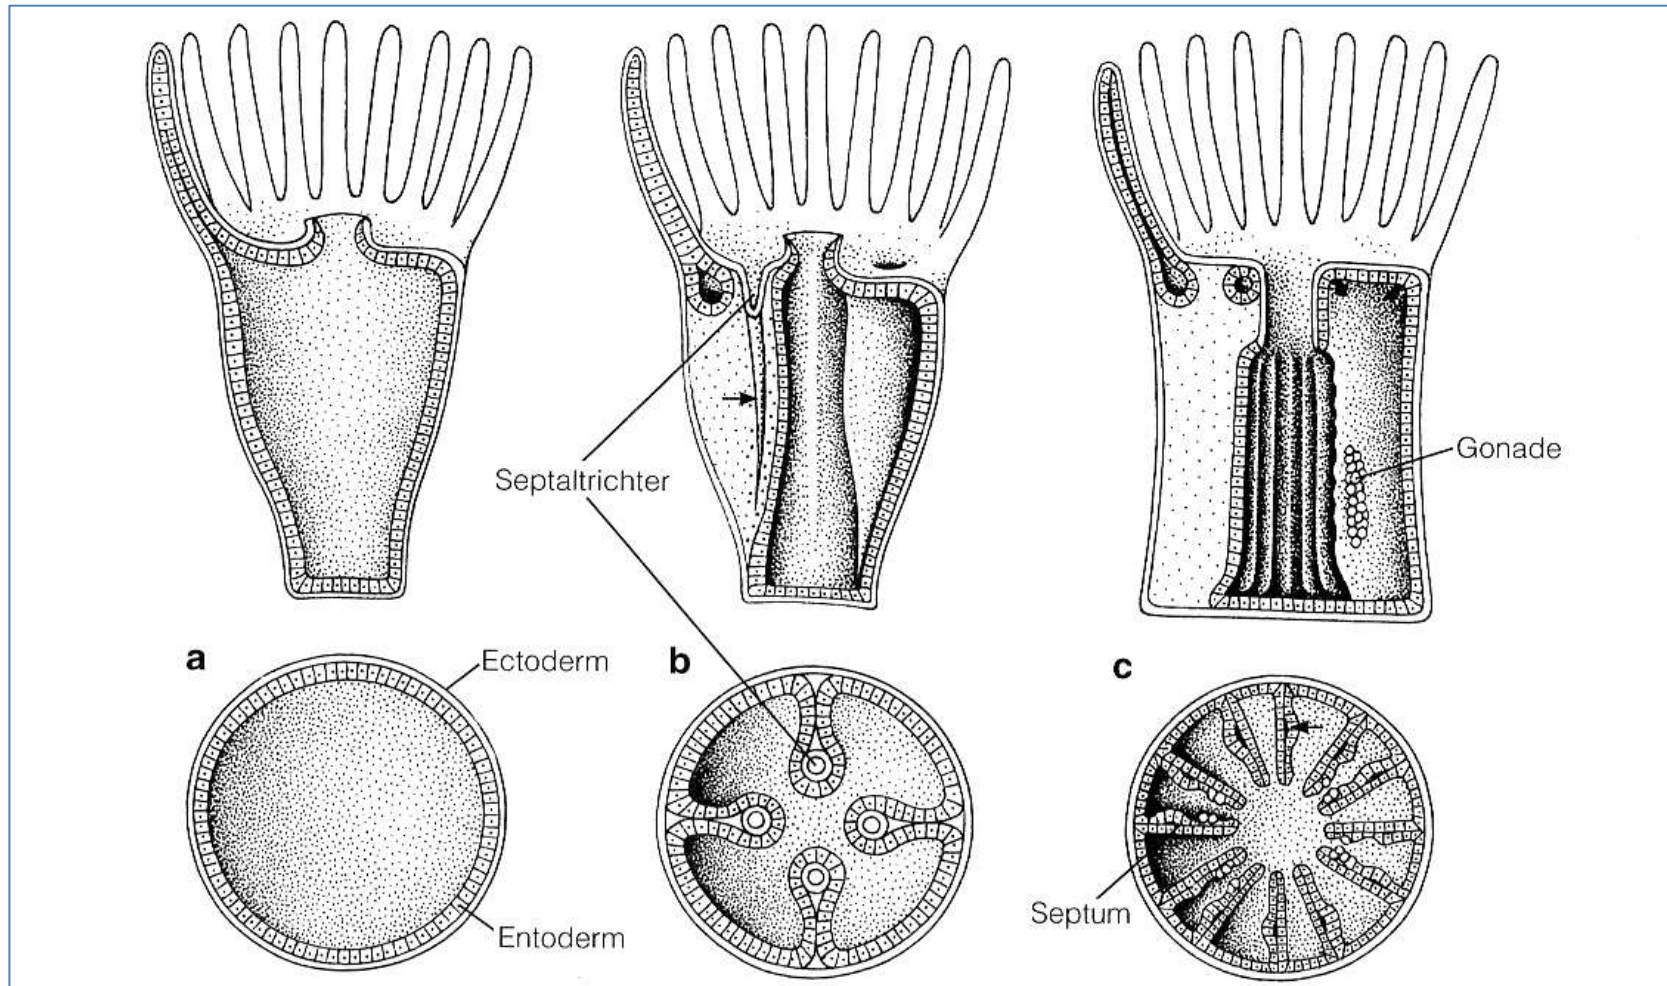 Septaltrichter
Gonade
a
Ectoderm
b
c
Septum
Entoderm